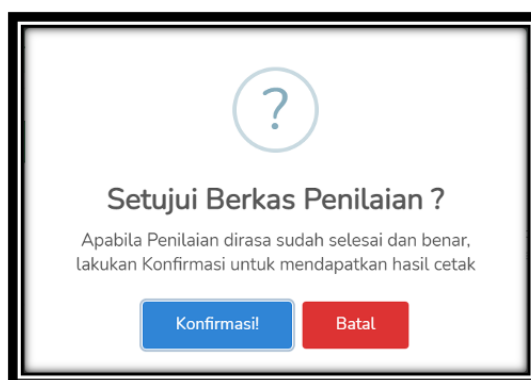 ?
Setujui Berkas Penilaian ?
Apabila Penilaian dirasa sudah selesai dan benar,
lakukan Konfirmasi untuk mendapatkan hasil cetak
Konfirmasi! Batal